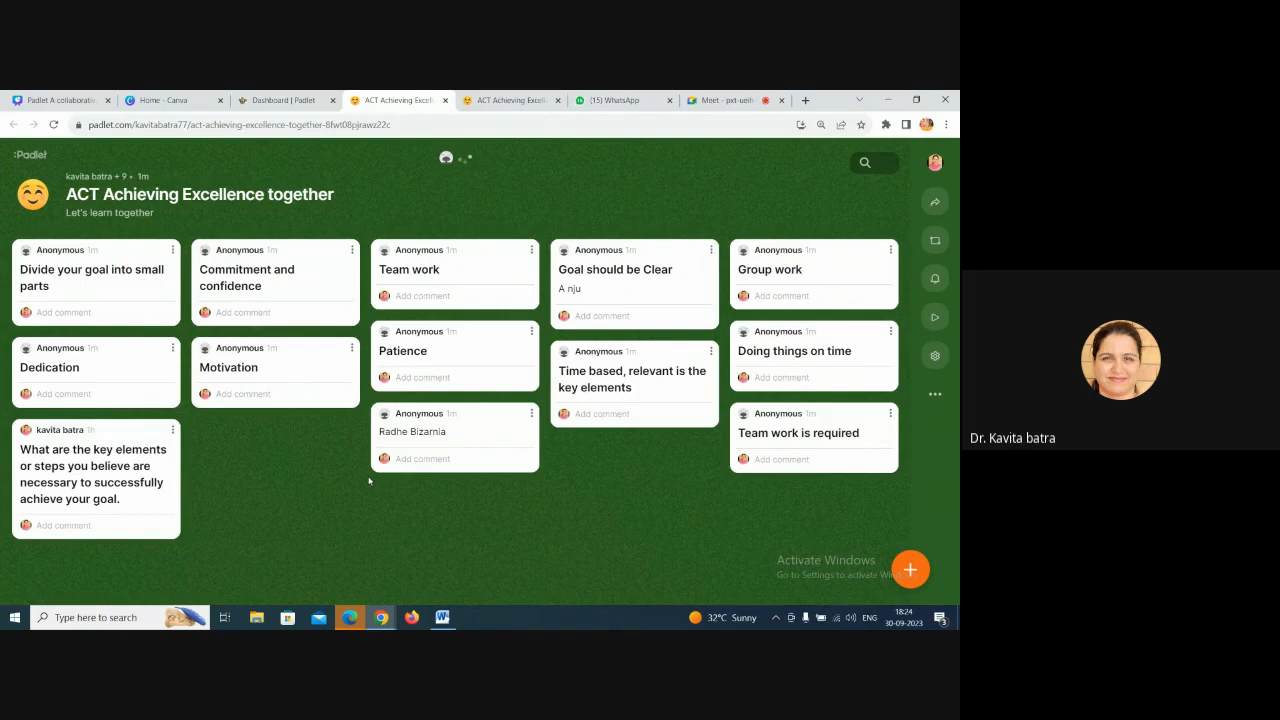 Padlet A collaborativ
Home - Canva
Dashboard | Padlet
ACT Achieving Excell
ACT Achieving Excell
(15) WhatsApp
Meet - pxt-ueih
padlet.com/kavitabatra77/act-achieving-excellence-together-8fwt08pjrawz22c
:Padlet
kavita batra + 9 • 1m
ACT Achieving Excellence together
Let's learn together
Anonymous 1m
Divide your goal into small
parts
Add comment
Anonymous 1m
Dedication
Add comment
kavita batra 1h
What are the key elements
or steps you believe are
necessary to successfully
achieve your goal.
Add comment
Anonymous 1m
Commitment and
confidence
Add comment
Anonymous 1m
Motivation
Add comment
Anonymous 1m
Team work
Add comment
Anonymous 1m
Patience
Add comment
Anonymous 1m
Radhe Bizarnia
Add comment
Anonymous 1m
Goal should be Clear
A nju
Add comment
Anonymous 1m
Time based, relevant is the
key elements
Add comment
Anonymous 1m
Group work
Add comment
Anonymous 1m
Doing things on time
Add comment
Anonymous 1m
Team work is required
Add comment
Activate Windows
Go to Settings to activate Win
Type here to search
32°C Sunny
ENG
18:24
30-09-2023
3
Dr. Kavita batra